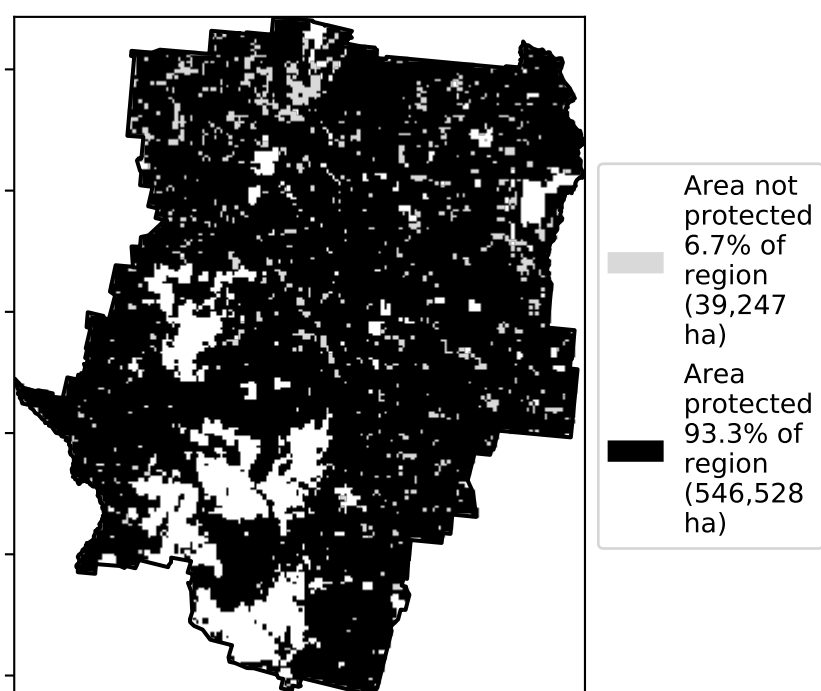 Area not
protected
6.7% of
region
(39,247
ha)
Area
protected
93.3% of
region
(546,528
ha)